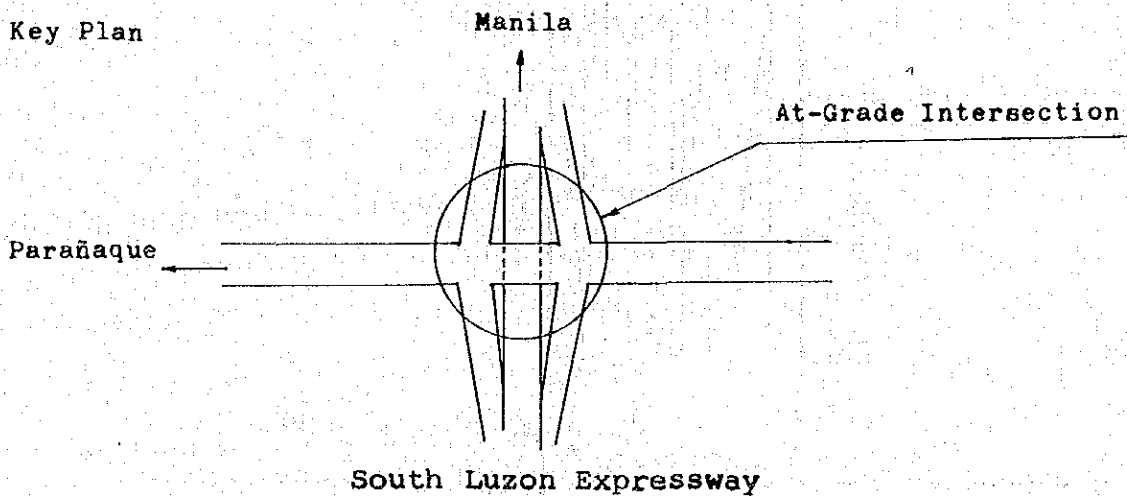 Key Plan
Manila
At-Grade Intersection
Parañaque
South Luzon Expressway